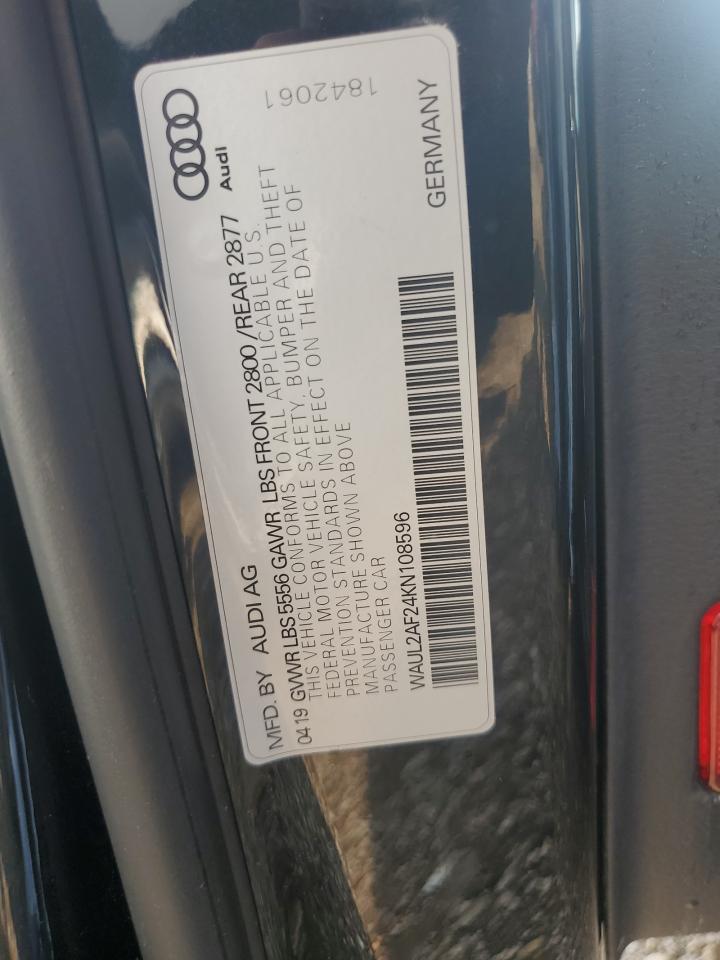 MFD. BY AUDI AG
Audi
04 19 GVWR LBS 5556 GAWR LBS FRONT 2800 / REAR 2877
THIS VEHICLE CONFORMS TO ALL APPLICABLE U.S.
FEDERAL MOTOR VEHICLE SAFETY, BUMPER AND THEFT
PREVENTION STANDARDS IN EFFECT ON THE DATE OF
MANUFACTURE SHOWN ABOVE
PASSENGER CAR
1842061
WAUL2AF24KN108596
GERMANY